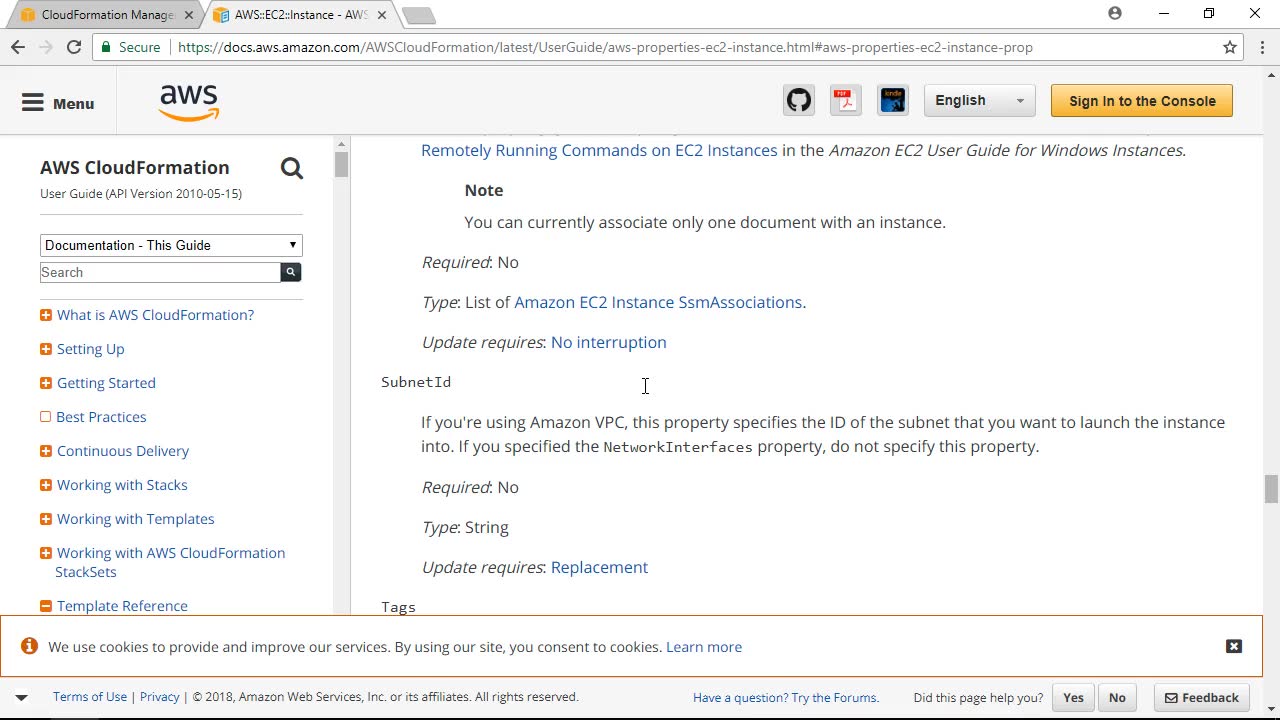 CloudFormation Manage
AWS::EC2::Instance - AWS
Secure
https://docs.aws.amazon.com/AWSCloudFormation/latest/UserGuide/aws-properties-ec2-instance.html#aws-properties-ec2-instance-prop
Menu
aws
PDF
kindle
English
Sign In to the Console
AWS CloudFormation
User Guide (API Version 2010-05-15)
Documentation - This Guide
Search
What is AWS CloudFormation?
Setting Up
Getting Started
Best Practices
Continuous Delivery
Working with Stacks
Working with Templates
Working with AWS CloudFormation
StackSets
Template Reference
Remotely Running Commands on EC2 Instances in the Amazon EC2 User Guide for Windows Instances.
Note
You can currently associate only one document with an instance.
Required: No
Type: List of Amazon EC2 Instance SsmAssociations.
Update requires: No interruption
SubnetId
If you're using Amazon VPC, this property specifies the ID of the subnet that you want to launch the instance
into. If you specified the NetworkInterfaces property, do not specify this property.
Required: No
Type: String
Update requires: Replacement
Tags
We use cookies to provide and improve our services. By using our site, you consent to cookies. Learn more
Terms of Use | Privacy | © 2018, Amazon Web Services, Inc. or its affiliates. All rights reserved.
Have a question? Try the Forums.
Did this page help you?
Yes
No
Feedback